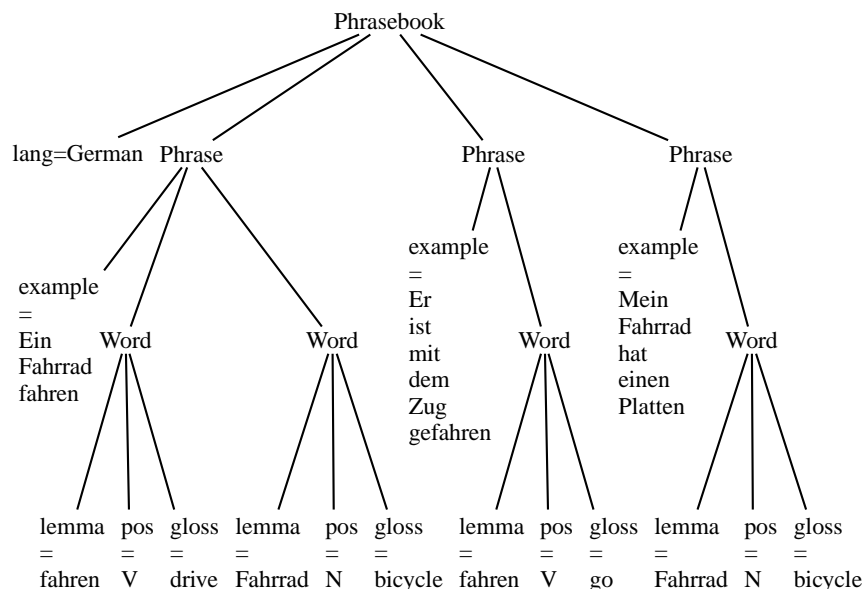 Phrasebook
lang=German
Phrase
Phrase
Phrase
example
=
Ein
Fahrrad
fahren
Word
Word
example
=
Er
ist
mit
dem
Zug
gefahren
Word
example
=
Mein
Fahrrad
hat
einen
Platten
Word
lemma
=
fahren
pos
=
V
gloss
=
drive
lemma
=
Fahrrad
pos
=
N
gloss
=
bicycle
lemma
=
fahren
pos
=
V
gloss
=
go
lemma
=
Fahrrad
pos
=
N
gloss
=
bicycle